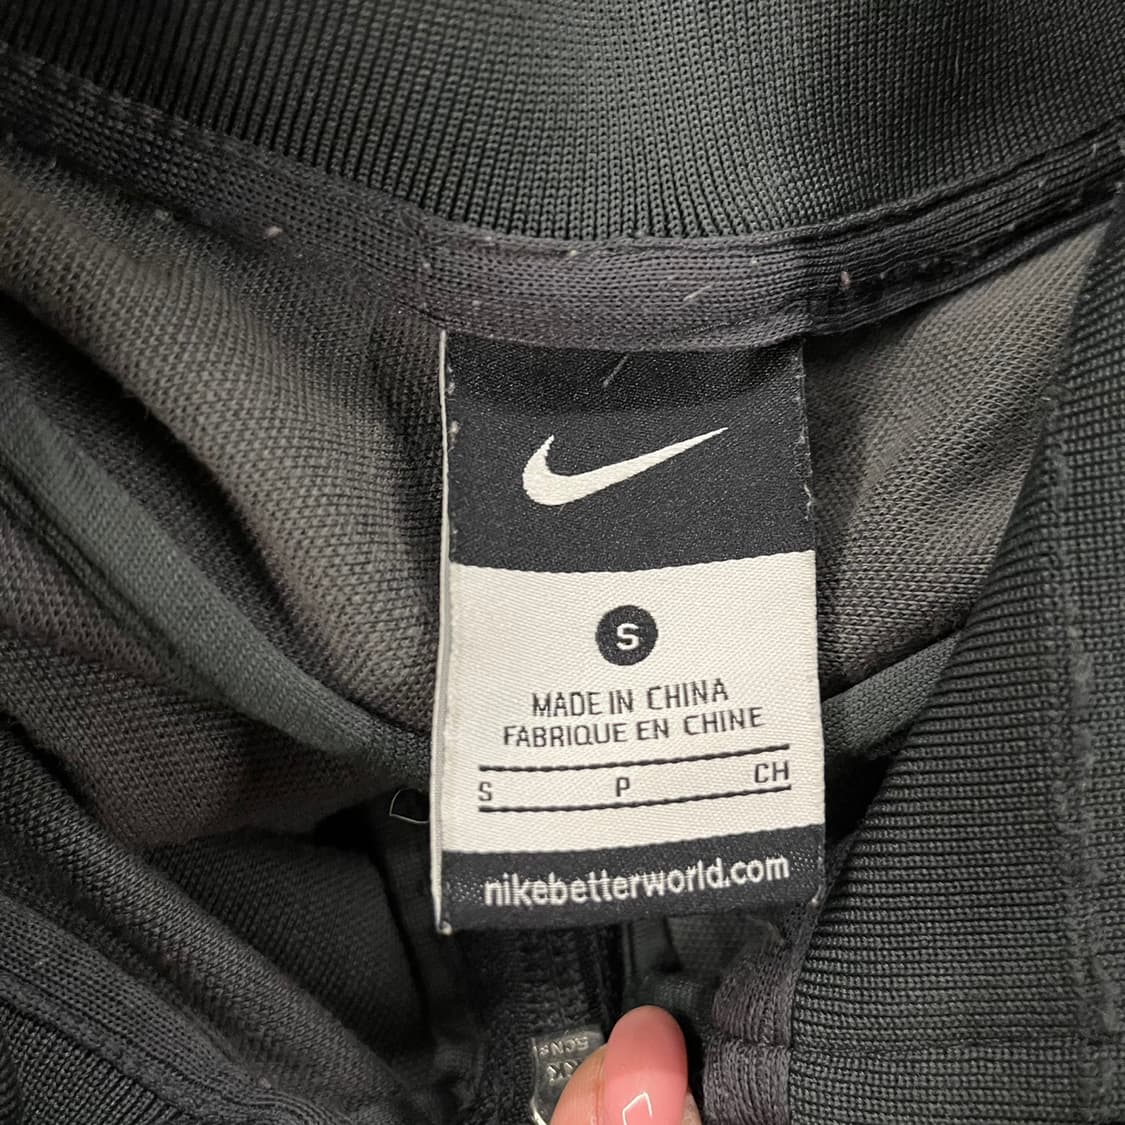 S
MADE IN CHINA
FABRIQUE EN CHINE
S P CH
nikebetterworld.com